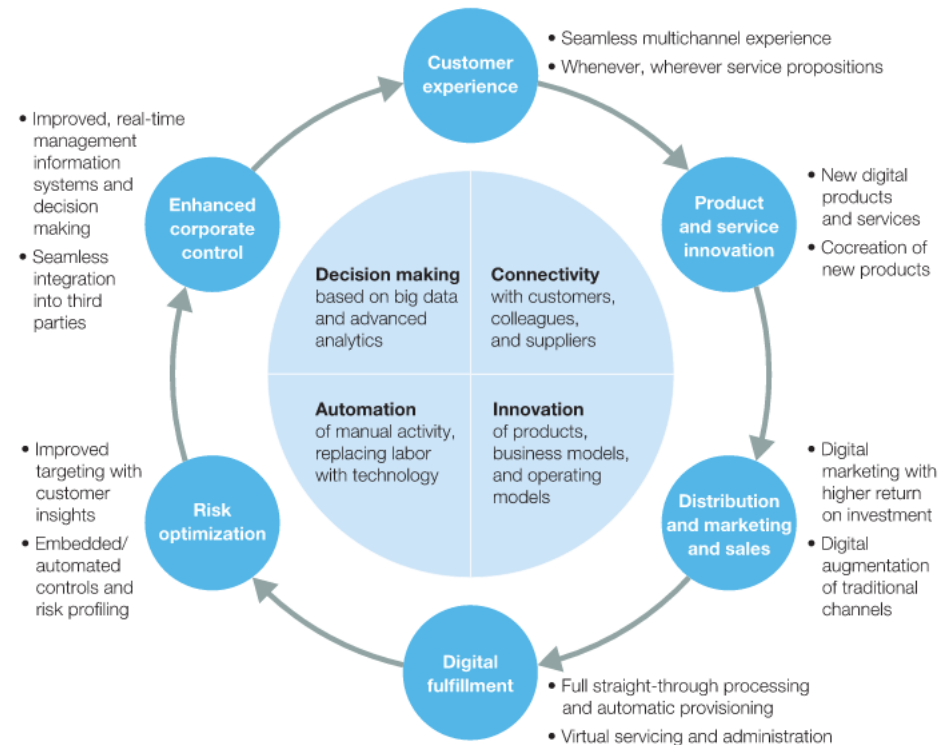 Customer
experience
• Seamless multichannel experience
• Whenever, wherever service propositions
Product
and service
innovation
• New digital
products
and services
• Cocreation of
new products
Distribution
and marketing
and sales
• Digital
marketing with
higher return
on investment
• Digital
augmentation
of traditional
channels
Digital
fulfillment
• Full straight-through processing
and automatic provisioning
• Virtual servicing and administration
Risk
optimization
• Improved
targeting with
customer
insights
• Embedded/
automated
controls and
risk profiling
Enhanced
corporate
control
• Improved, real-time
management
information
systems and
decision
making
• Seamless
integration
into third
parties
Decision making
based on big data
and advanced
analytics
Connectivity
with customers,
colleagues,
and suppliers
Automation
of manual activity,
replacing labor
with technology
Innovation
of products,
business models,
and operating
models